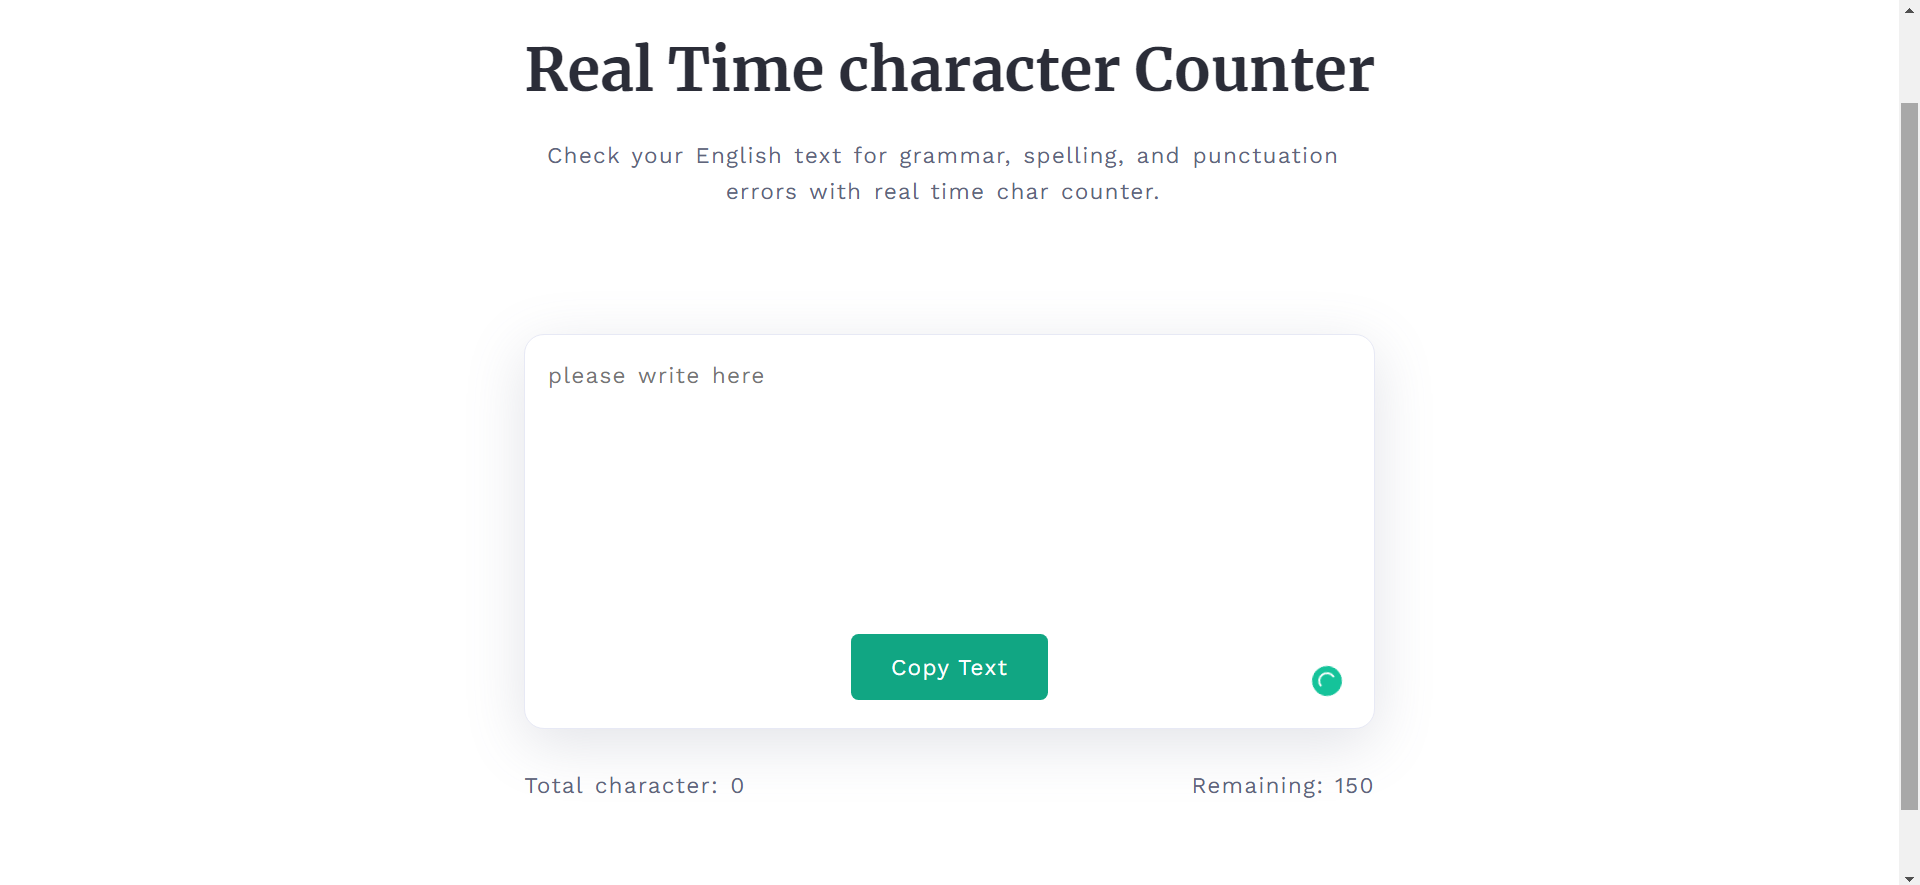 Real Time character Counter
Check your English text for grammar, spelling, and punctuation
errors with real time char counter.
please write here
Copy Text
Total character: 0
Remaining: 150